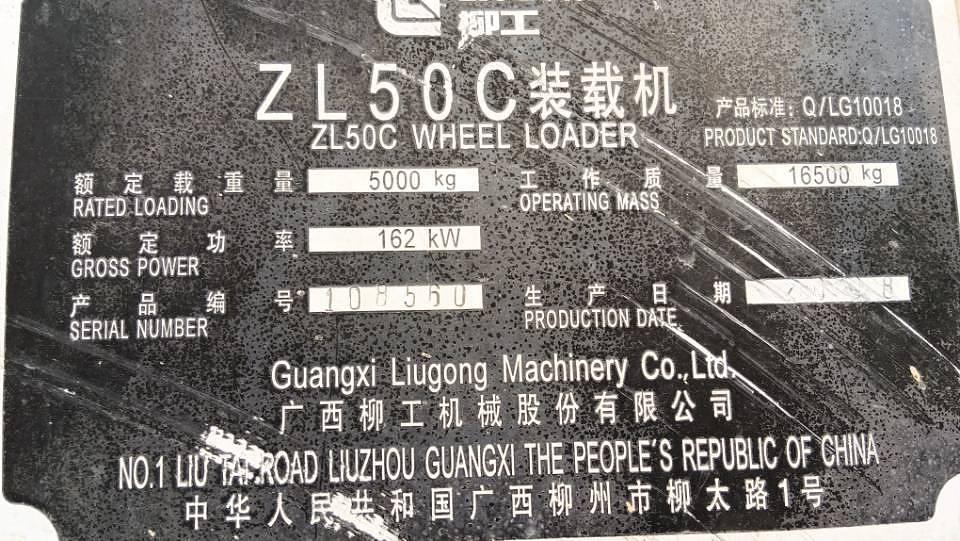 柳工
ZL50C装载机
ZL50C WHEEL LOADER
产品标准: Q/LG10018
PRODUCT STANDARD:Q/LG10018
额定载重量 5000 kg
RATED LOADING
工作质量 16500 kg
OPERATING MASS
额定功率 162 kW
GROSS POWER
产品编号 108560
SERIAL NUMBER
生产日期
PRODUCTION DATE
Guangxi Liugong Machinery Co.,Ltd.
广西柳工机械股份有限公司
NO.1 LIU TAI ROAD LIUZHOU GUANGXI THE PEOPLE'S REPUBLIC OF CHINA
中华人民共和国广西柳州市柳太路1号